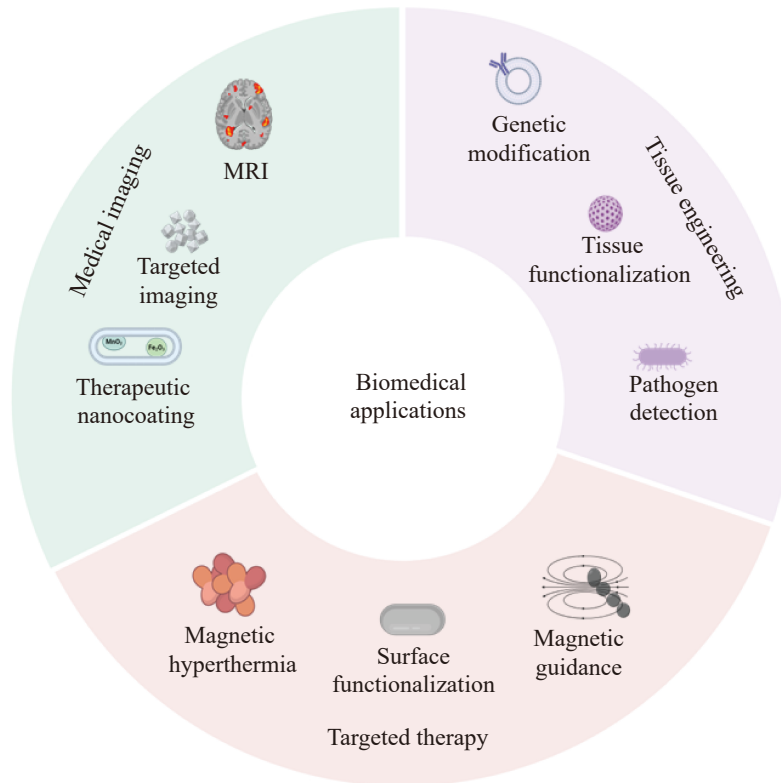 Medical imaging
MRI
Targeted
imaging
MnO₂
Fe₃O₄
Therapeutic
nanocoating
Genetic
modification
Tissue engineering
Tissue
functionalization
Pathogen
detection
Biomedical
applications
Magnetic
hyperthermia
Surface
functionalization
Magnetic
guidance
Targeted therapy